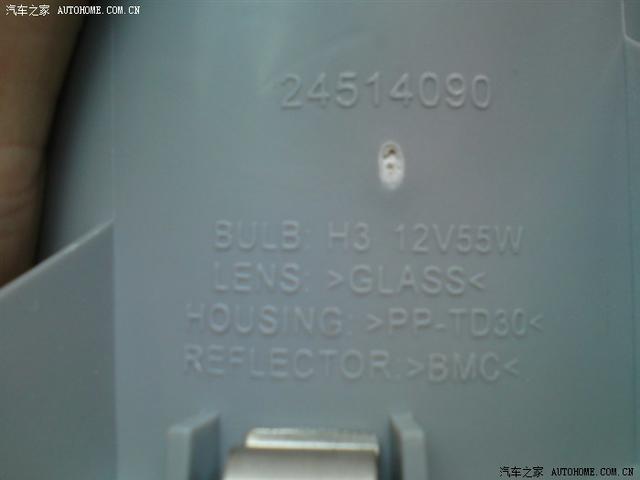 汽车之家 AUTOHOME.COM.CN
24514090
BULB: H3 12V55W
LENS: >GLASS<
HOUSING: >PP-TD30<
REFLECTOR:>BMC<
汽车之家 AUTOHOME.COM.CN